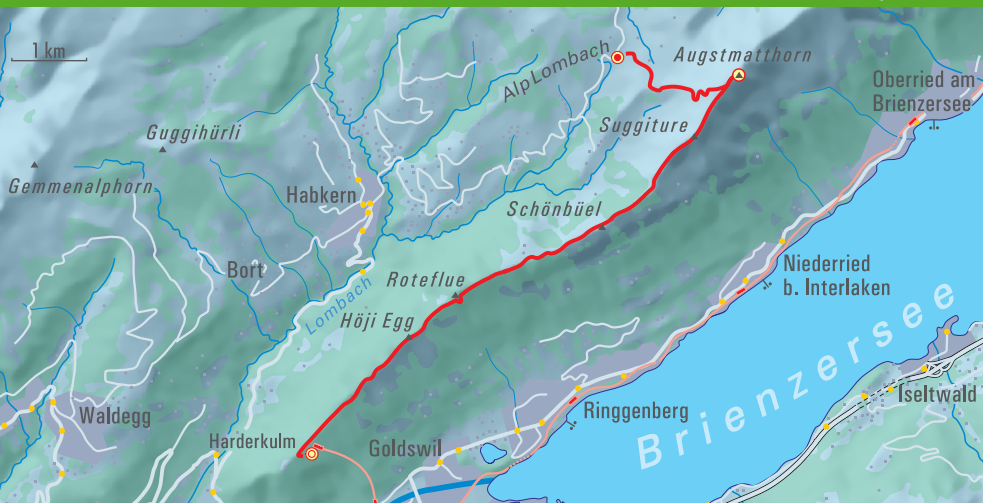 1 km
Alp Lombach
Augstmatthorn
Oberried am
Brienzersee
Guggihürli
Suggiture
Gemmenalphorn
Habkern
Schönbüel
Bort
Roteflue
Niederried
b. Interlaken
Lombach
Höji Egg
Brienzersee
Iseltwald
Waldegg
Ringgenberg
Harderkulm
Goldswil